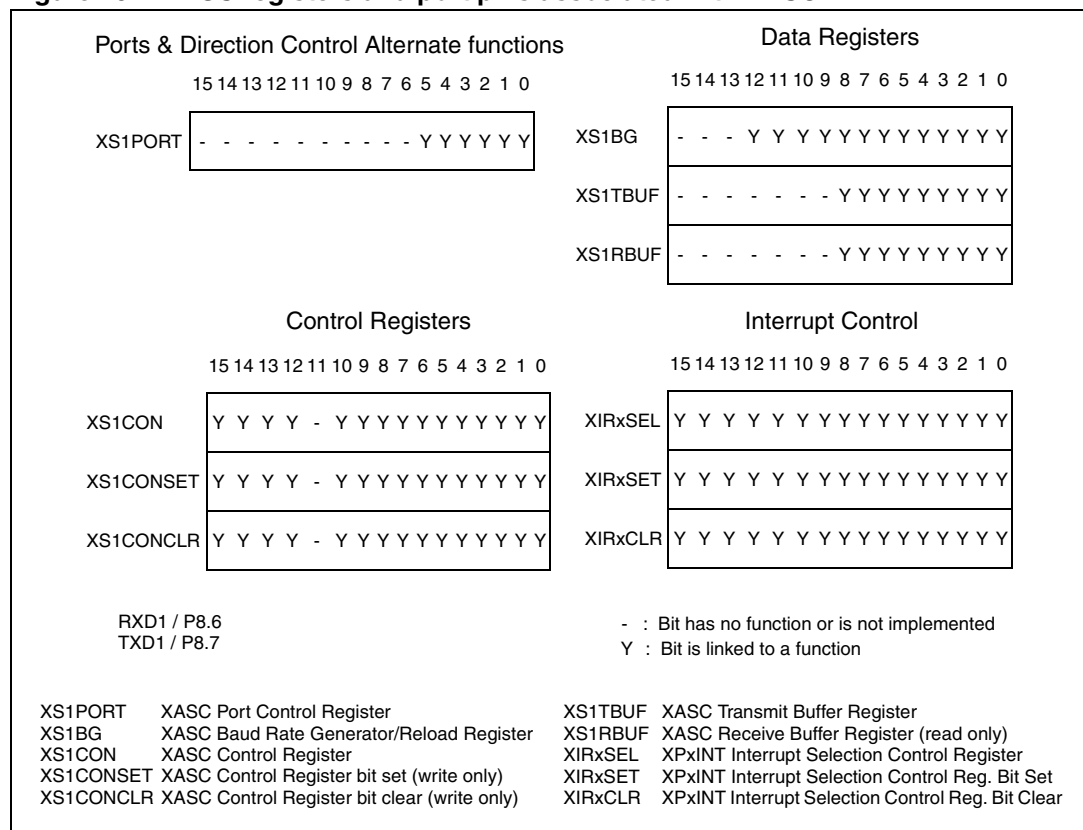 Ports & Direction Control Alternate functions
15 14 13 12 11 10 9 8 7 6 5 4 3 2 1 0
XS1PORT - - - - - - - - - - Y Y Y Y Y Y
Data Registers
15 14 13 12 11 10 9 8 7 6 5 4 3 2 1 0
XS1BG - - - Y Y Y Y Y Y Y Y Y Y Y Y Y
XS1TBUF - - - - - - - Y Y Y Y Y Y Y Y Y
XS1RBUF - - - - - - - Y Y Y Y Y Y Y Y Y
Control Registers
15 14 13 12 11 10 9 8 7 6 5 4 3 2 1 0
XS1CON Y Y Y Y - Y Y Y Y Y Y Y Y Y Y Y
XS1CONSET Y Y Y Y - Y Y Y Y Y Y Y Y Y Y Y
XS1CONCLR Y Y Y Y - Y Y Y Y Y Y Y Y Y Y Y
Interrupt Control
15 14 13 12 11 10 9 8 7 6 5 4 3 2 1 0
XIRxSEL Y Y Y Y Y Y Y Y Y Y Y Y Y Y Y Y
XIRxSET Y Y Y Y Y Y Y Y Y Y Y Y Y Y Y Y
XIRxCLR Y Y Y Y Y Y Y Y Y Y Y Y Y Y Y Y
RXD1 / P8.6
TXD1 / P8.7
- : Bit has no function or is not implemented
Y : Bit is linked to a function
XS1PORT XASC Port Control Register
XS1BG XASC Baud Rate Generator/Reload Register
XS1CON XASC Control Register
XS1CONSET XASC Control Register bit set (write only)
XS1CONCLR XASC Control Register bit clear (write only)
XS1TBUF XASC Transmit Buffer Register
XS1RBUF XASC Receive Buffer Register (read only)
XIRxSEL XPxINT Interrupt Selection Control Register
XIRxSET XPxINT Interrupt Selection Control Reg. Bit Set
XIRxCLR XPxINT Interrupt Selection Control Reg. Bit Clear